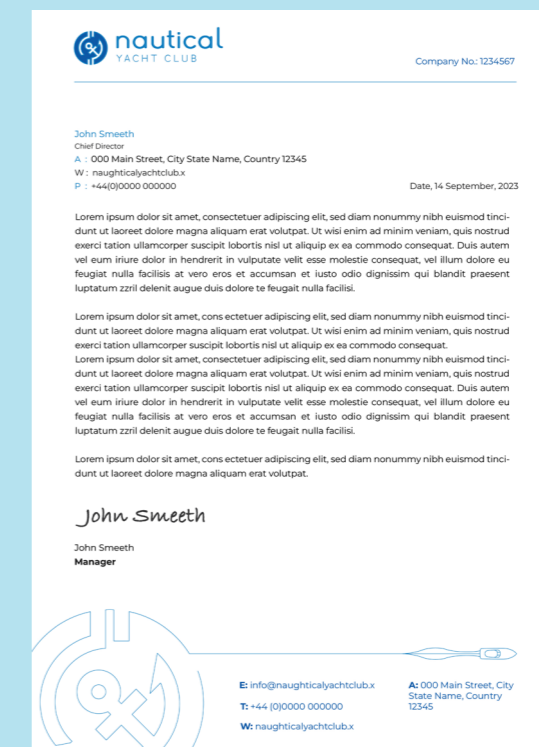 nautical
YACHT CLUB
Company No.: 1234567
John Smeeth
Chief Director
A : 000 Main Street, City State Name, Country 12345
W : naughticalyachtclub.x
P : +44(0)0000 000000
Date, 14 September, 2023
Lorem ipsum dolor sit amet, consectetuer adipiscing elit, sed diam nonummy nibh euismod tinci-
dunt ut laoreet dolore magna aliquam erat volutpat. Ut wisi enim ad minim veniam, quis nostrud
exerci tation ullamcorper suscipit lobortis nisl ut aliquip ex ea commodo consequat. Duis autem
vel eum iriure dolor in hendrerit in vulputate velit esse molestie consequat, vel illum dolore eu
feugiat nulla facilisis at vero eros et accumsan et iusto odio dignissim qui blandit praesent
luptatum zzril delenit augue duis dolore te feugait nulla facilisi.
Lorem ipsum dolor sit amet, cons ectetuer adipiscing elit, sed diam nonummy nibh euismod tinci-
dunt ut laoreet dolore magna aliquam erat volutpat. Ut wisi enim ad minim veniam, quis nostrud
exerci tation ullamcorper suscipit lobortis nisl ut aliquip ex ea commodo consequat.
Lorem ipsum dolor sit amet, consectetuer adipiscing elit, sed diam nonummy nibh euismod tinci-
dunt ut laoreet dolore magna aliquam erat volutpat. Ut wisi enim ad minim veniam, quis nostrud
exerci tation ullamcorper suscipit lobortis nisl ut aliquip ex ea commodo consequat. Duis autem
vel eum iriure dolor in hendrerit in vulputate velit esse molestie consequat, vel illum dolore eu
feugiat nulla facilisis at vero eros et accumsan et iusto odio dignissim qui blandit praesent
luptatum zzril delenit augue duis dolore te feugait nulla facilisi.
Lorem ipsum dolor sit amet, cons ectetuer adipiscing elit, sed diam nonummy nibh euismod tinci-
dunt ut laoreet dolore magna aliquam erat volutpat.
John Smeeth
John Smeeth
Manager
E: info@naughticalyachtclub.x
T: +44 (0)0000 000000
W: naughticalyachtclub.x
A: 000 Main Street, City
State Name, Country
12345